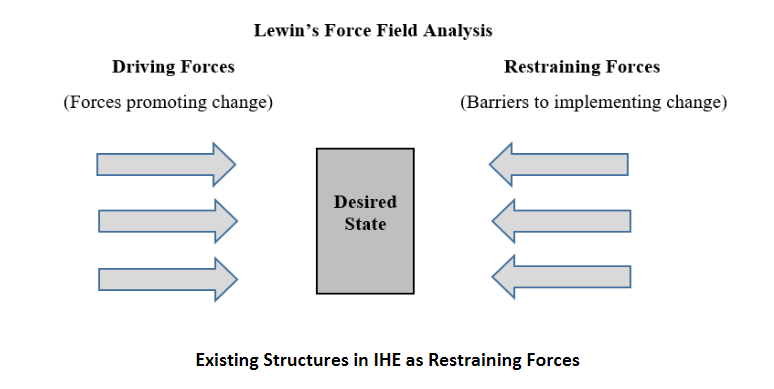 Lewin’s Force Field Analysis
Driving Forces
(Forces promoting change)
Restraining Forces
(Barriers to implementing change)
Desired
State
Existing Structures in IHE as Restraining Forces